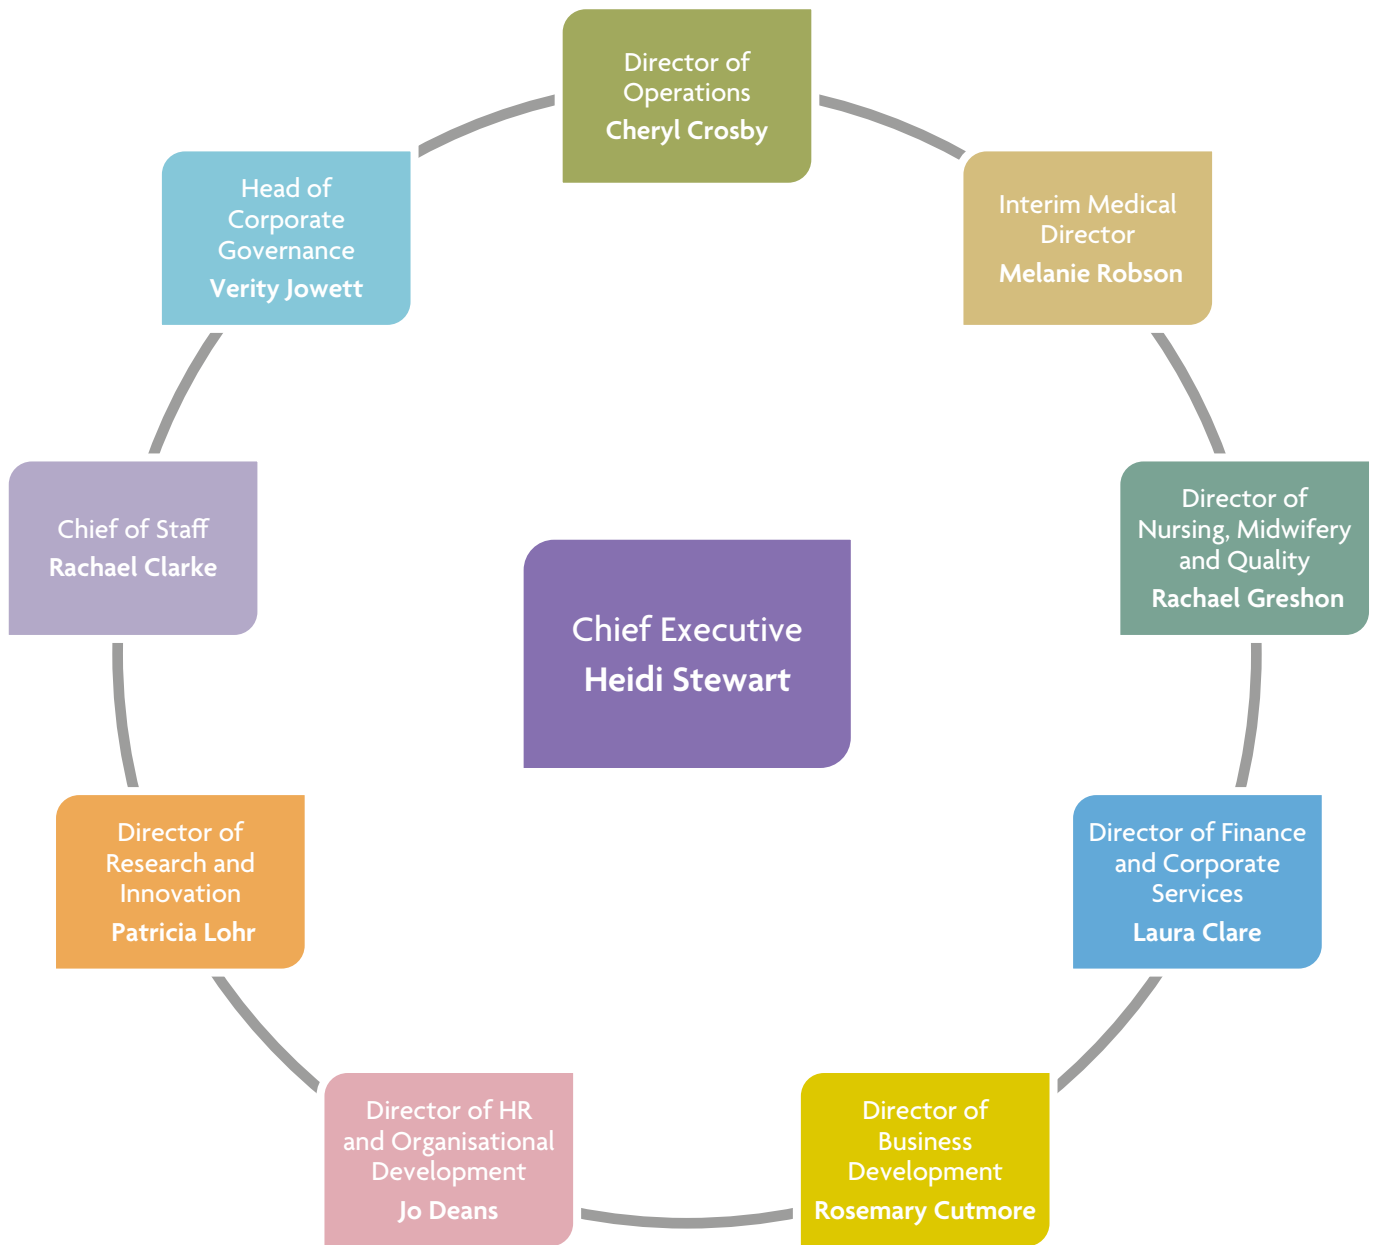 Director of
Operations
Cheryl Crosby
Interim Medical
Director
Melanie Robson
Director of
Nursing, Midwifery
and Quality
Rachael Greshon
Director of Finance
and Corporate
Services
Laura Clare
Director of
Business
Development
Rosemary Cutmore
Director of HR
and Organisational
Development
Jo Deans
Director of
Research and
Innovation
Patricia Lohr
Chief of Staff
Rachael Clarke
Head of
Corporate
Governance
Verity Jowett
Chief Executive
Heidi Stewart